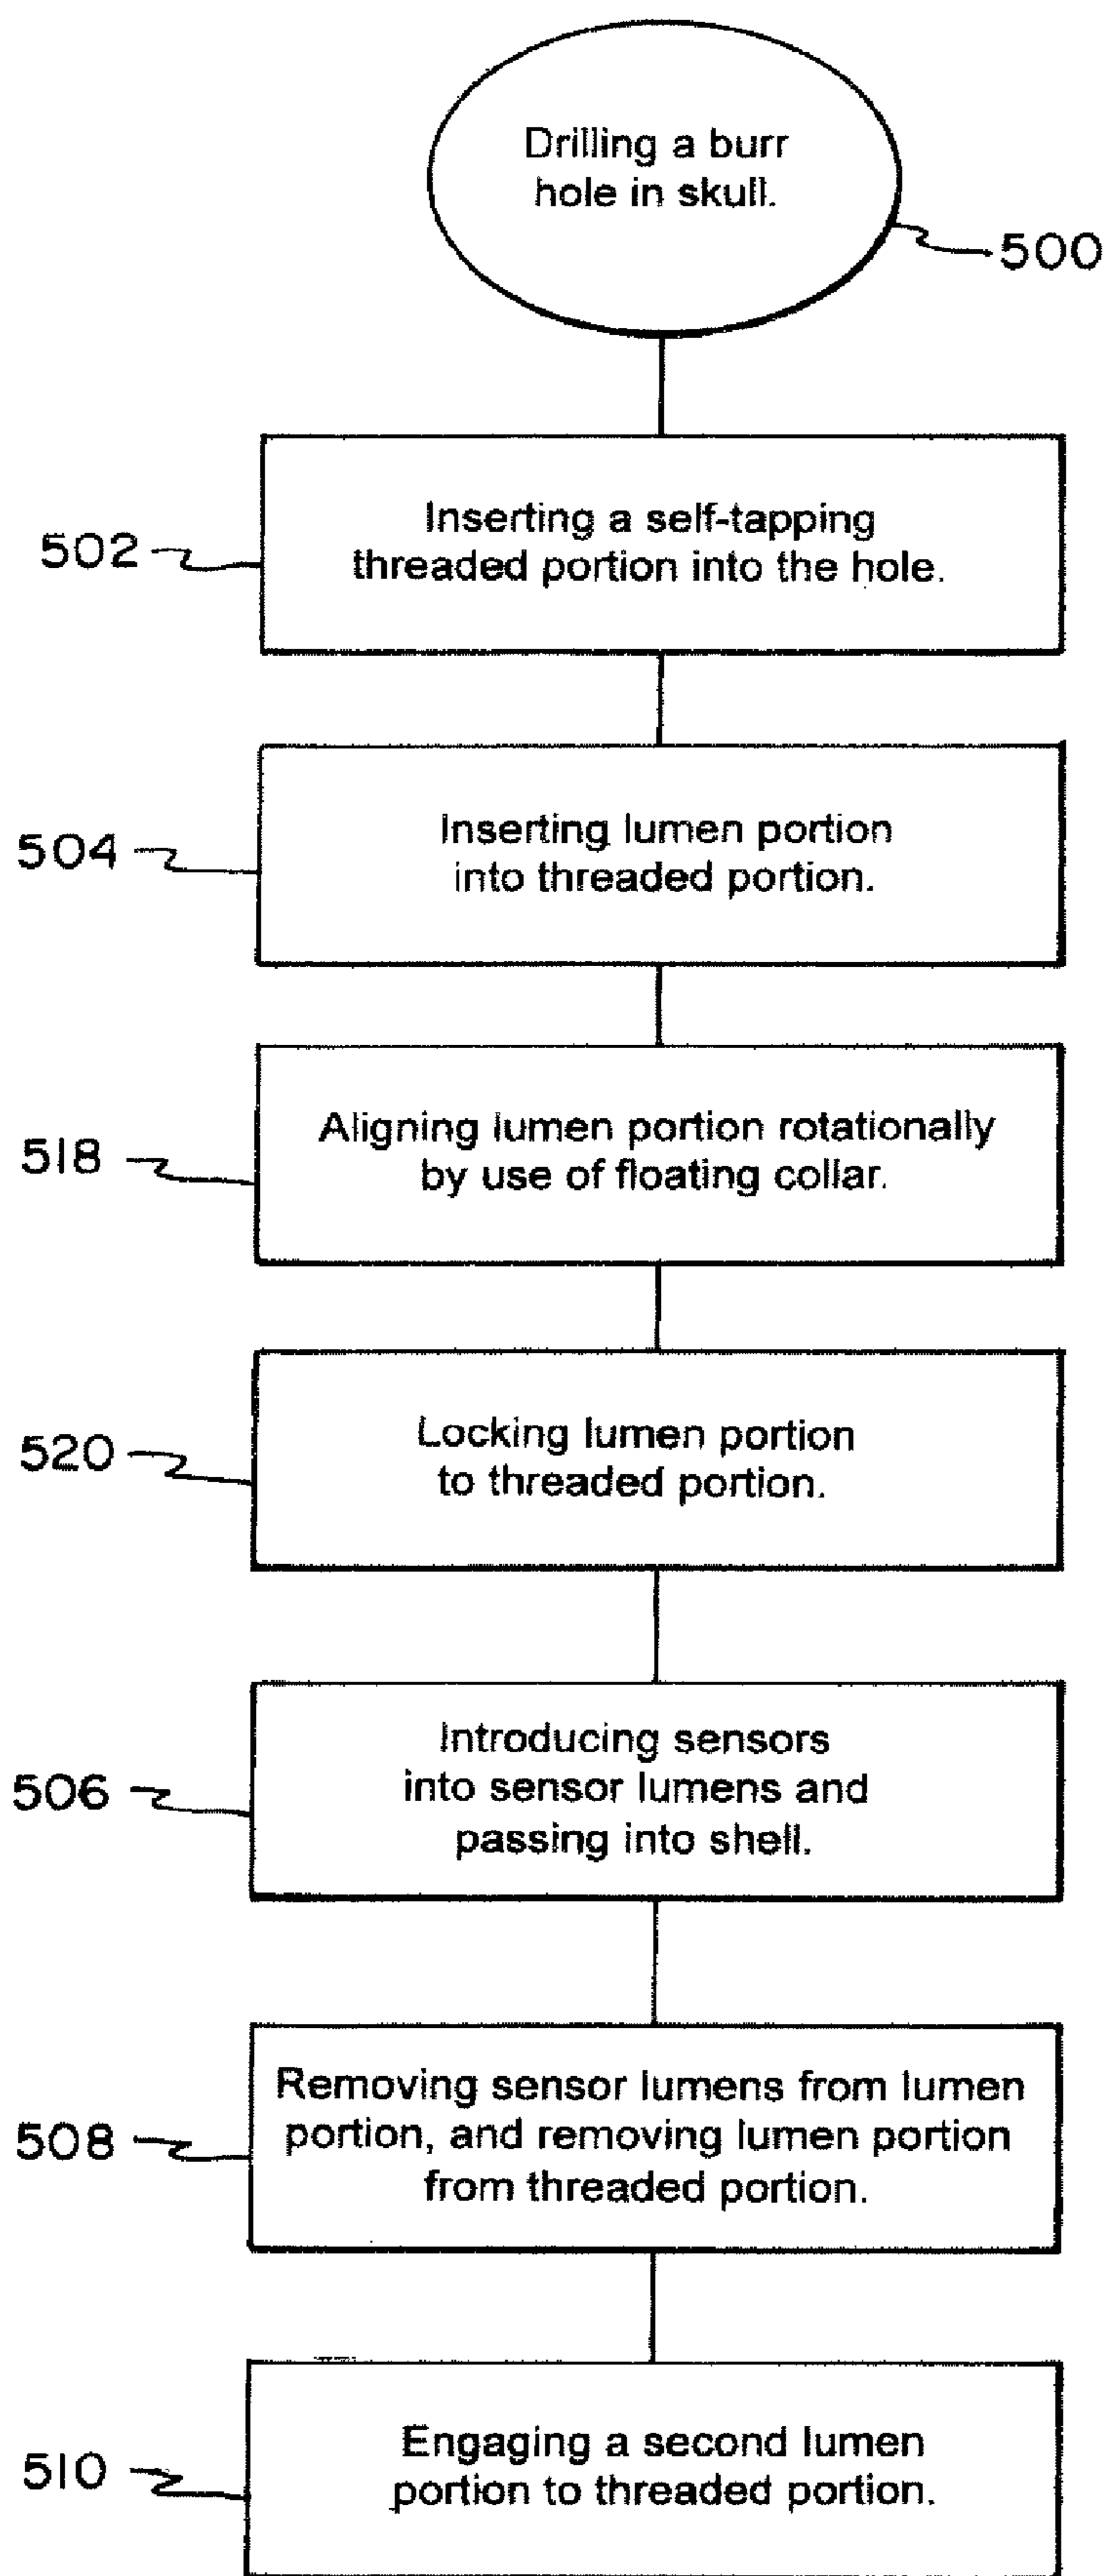 Drilling a burr
hole in skull.
500
502
Inserting a self-tapping
threaded portion into the hole.
504
Inserting lumen portion
into threaded portion.
518
Aligning lumen portion rotationally
by use of floating collar.
520
Locking lumen portion
to threaded portion.
506
Introducing sensors
into sensor lumens and
passing into shell.
508
Removing sensor lumens from lumen
portion, and removing lumen portion
from threaded portion.
510
Engaging a second lumen
portion to threaded portion.